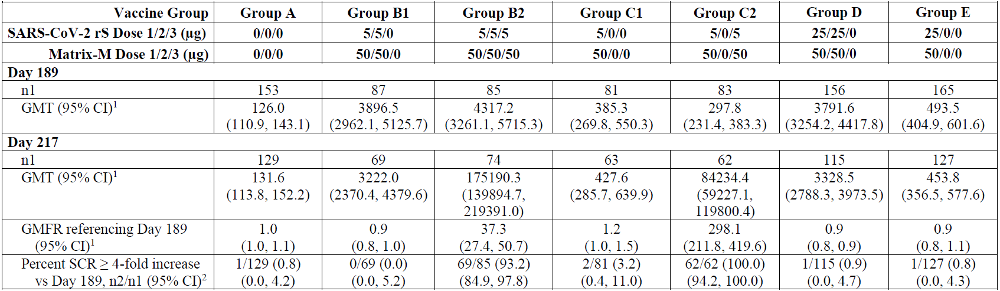 Vaccine Group Group A Group B1 Group B2 Group C1 Group C2 Group D Group E
SARS-CoV-2 rS Dose 1/2/3 (µg) 0/0/0 5/5/0 5/5/5 5/0/0 5/0/5 25/25/0 25/0/0
Matrix-M Dose 1/2/3 (µg) 0/0/0 50/50/0 50/50/50 50/0/0 50/0/50 50/50/0 50/0/0
Day 189
n1 153 87 85 81 83 156 165
GMT (95% CI)¹ 126.0 3896.5 4317.2 385.3 297.8 3791.6 493.5
(110.9, 143.1) (2962.1, 5125.7) (3261.1, 5715.3) (269.8, 550.3) (231.4, 383.3) (3254.2, 4417.8) (404.9, 601.6)
Day 217
n1 129 69 74 63 62 115 127
GMT (95% CI)¹ 131.6 3222.0 175190.3 427.6 84234.4 3328.5 453.8
(113.8, 152.2) (2370.4, 4379.6) (139894.7, (285.7, 639.9) (59227.1, (2788.3, 3973.5) (356.5, 577.6)
219391.0) 119800.4)
GMFR referencing Day 189 1.0 0.9 37.3 1.2 298.1 0.9 0.9
(95% CI)¹ (1.0, 1.1) (0.8, 1.0) (27.4, 50.7) (1.0, 1.5) (211.8, 419.6) (0.8, 0.9) (0.8, 1.1)
Percent SCR ≥ 4-fold increase 1/129 (0.8) 0/69 (0.0) 69/85 (93.2) 2/81 (3.2) 62/62 (100.0) 1/115 (0.9) 1/127 (0.8)
vs Day 189, n2/n1 (95% CI)² (0.0, 4.2) (0.0, 5.2) (84.9, 97.8) (0.4, 11.0) (94.2, 100.0) (0.0, 4.7) (0.0, 4.3)